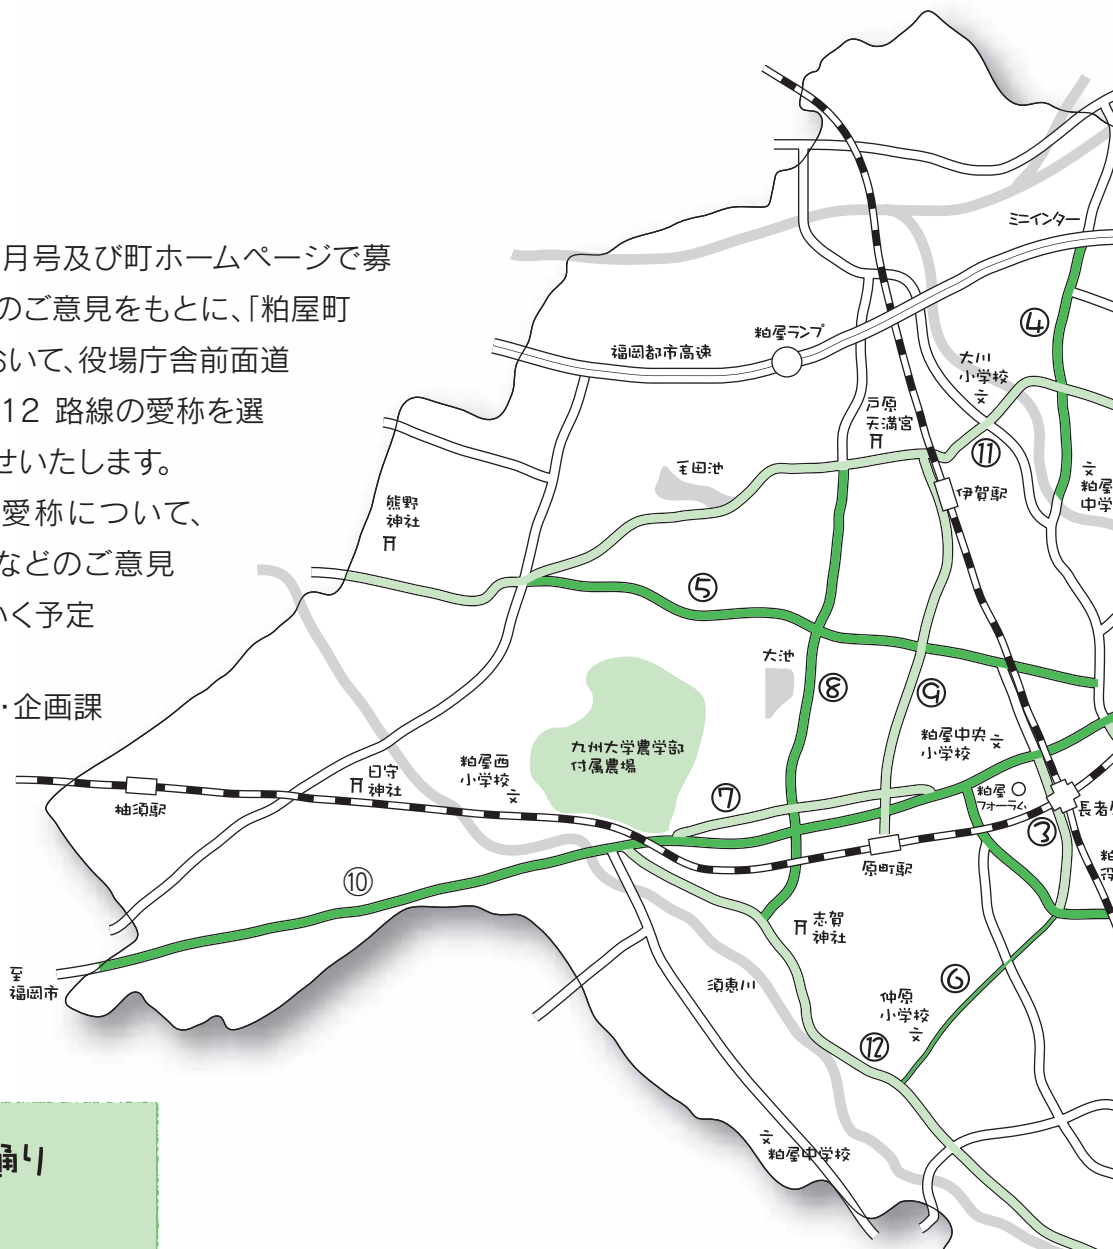 月号及び町ホームページで募
のご意見をもとに、「粕屋町
おいて、役場庁舎前面道
12 路線の愛称を選
せいたします。
愛称について、
などのご意見
いく予定
・企画課
ミニインター
④
粕屋ランプ
福岡都市高速
大川
小学校
文
戸原
天満宮
⑪
伊賀駅
文
粕屋
中学
熊野
神社
⑤
大池
⑧
⑨
粕屋中央
小学校
文
九州大学農学部
付属農場
粕屋西
小学校
文
日守
神社
柚須駅
⑦
粕屋
フォーラム
③
長者
原町駅
⑩
志賀
神社
至
福岡市
須恵川
⑥
仲原
小学校
文
⑫
文
粕屋中学校
通り